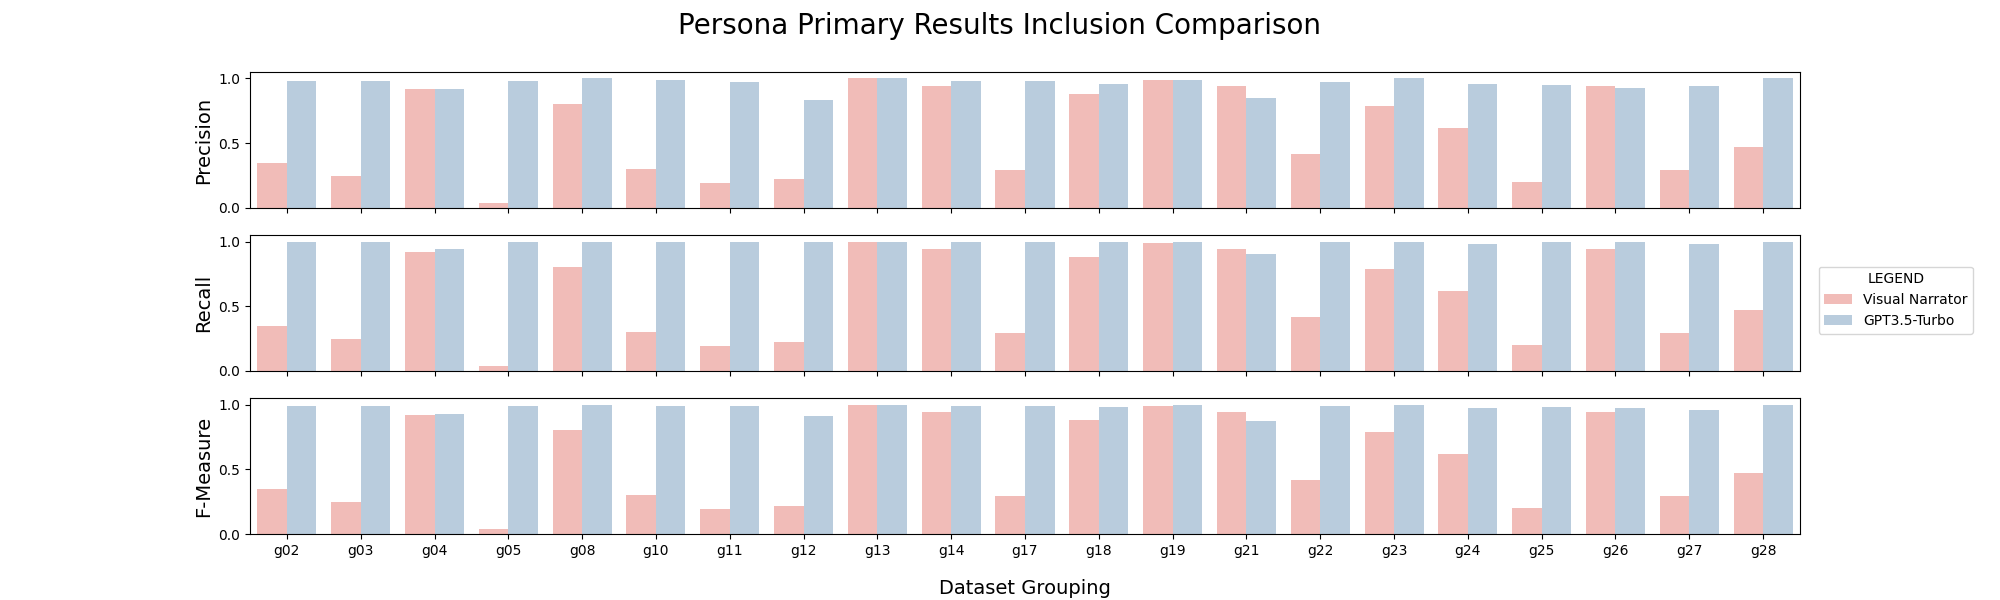 Persona Primary Results Inclusion Comparison
1.0
0.5
0.0
Precision
1.0
0.5
0.0
Recall
1.0
0.5
0.0
F-Measure
g02 g03 g04 g05 g08 g10 g11 g12 g13 g14 g17 g18 g19 g21 g22 g23 g24 g25 g26 g27 g28
Dataset Grouping
LEGEND
Visual Narrator
GPT3.5-Turbo